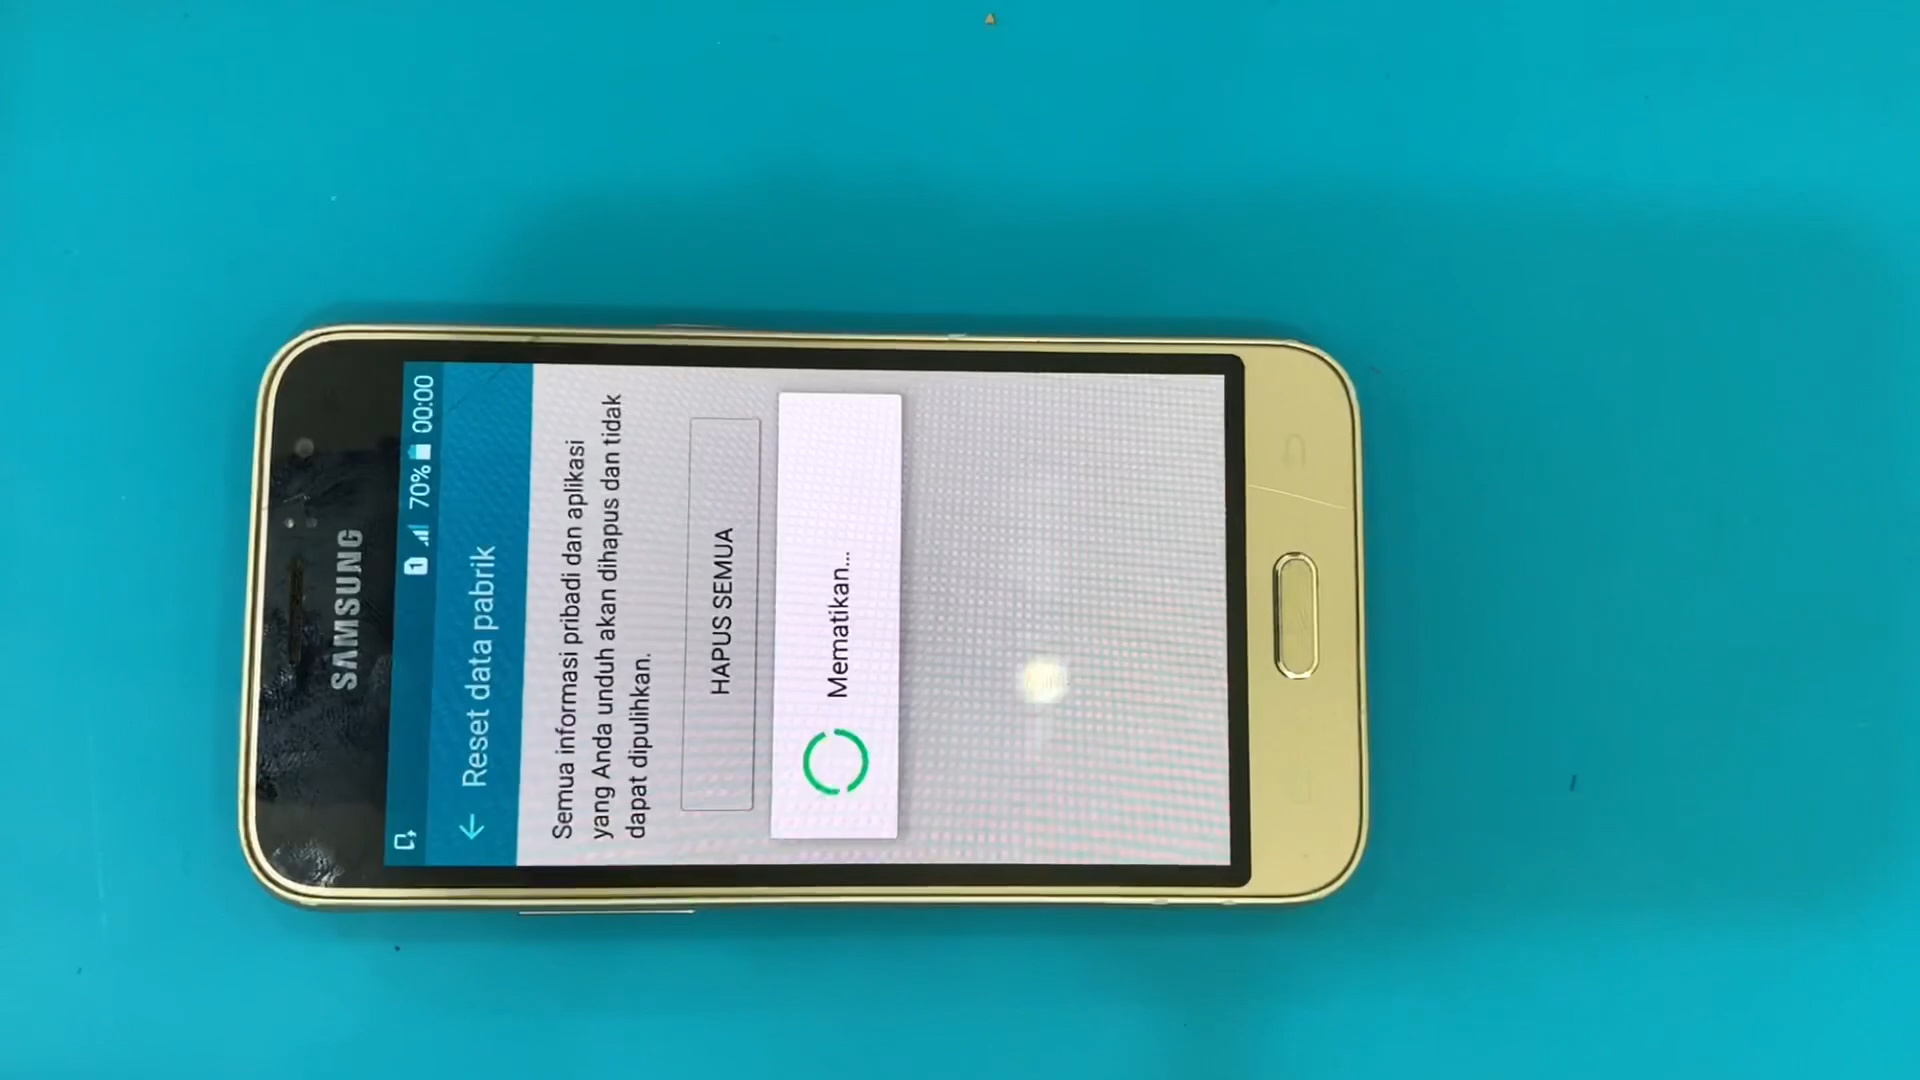 SAMSUNG
1 70% 00:00
Reset data pabrik
Semua informasi pribadi dan aplikasi
yang Anda unduh akan dihapus dan tidak
dapat dipulihkan.
HAPUS SEMUA
Mematikan...